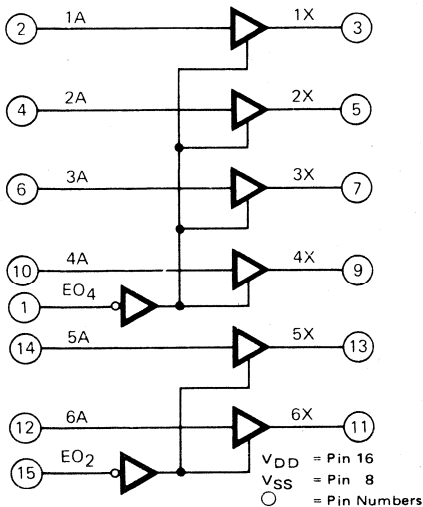 2 1A 1X 3
4 2A 2X 5
6 3A 3X 7
10 4A 4X 9
1 EO4
14 5A 5X 13
12 6A 6X 11
15 EO2
VDD = Pin 16
VSS = Pin 8
= Pin Numbers